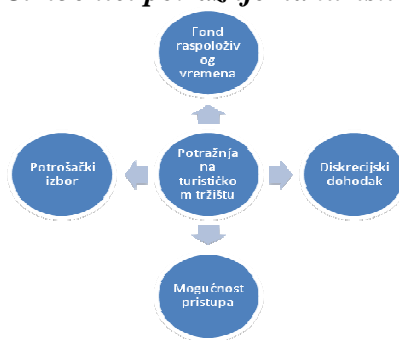 Fond
raspoloživ
og
vremena
Potrošački
izbor
Potražnja
na
turističko
m tržištu
Diskrecijski
dohodak
Mogućnost
pristupa